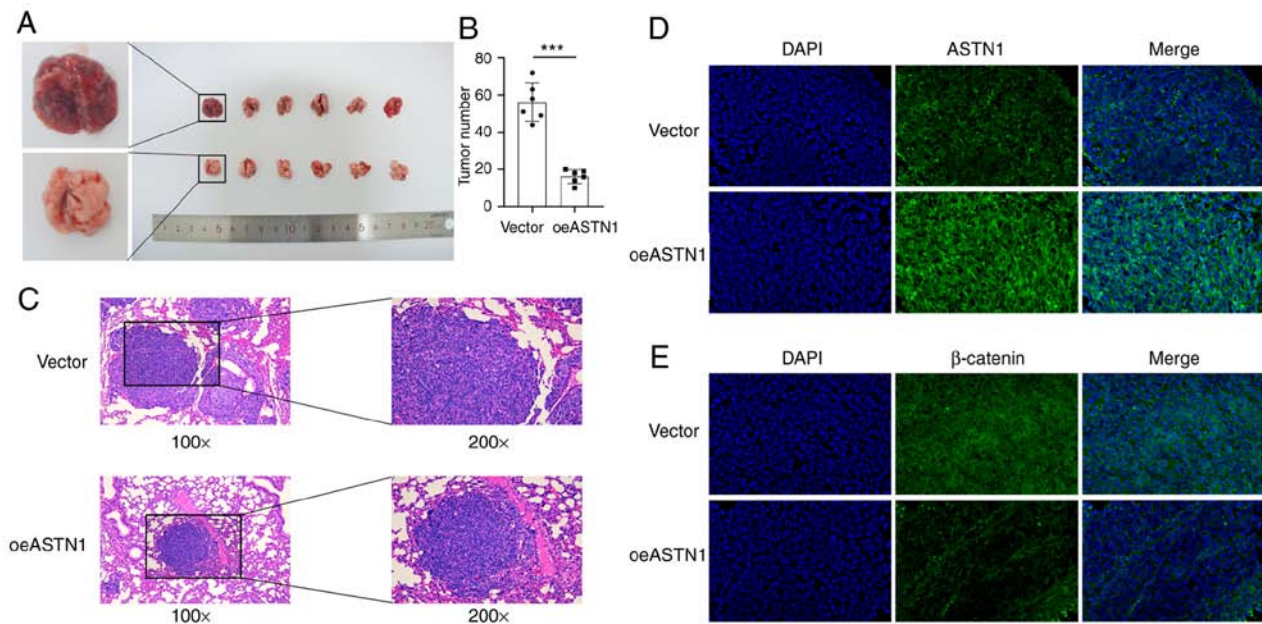 A
B
***
80
60
40
20
0
Tumor number
Vector oeASTN1
C
Vector
100×
200×
oeASTN1
100×
200×
D
DAPI ASTN1 Merge
Vector
oeASTN1
E
DAPI β-catenin Merge
Vector
oeASTN1